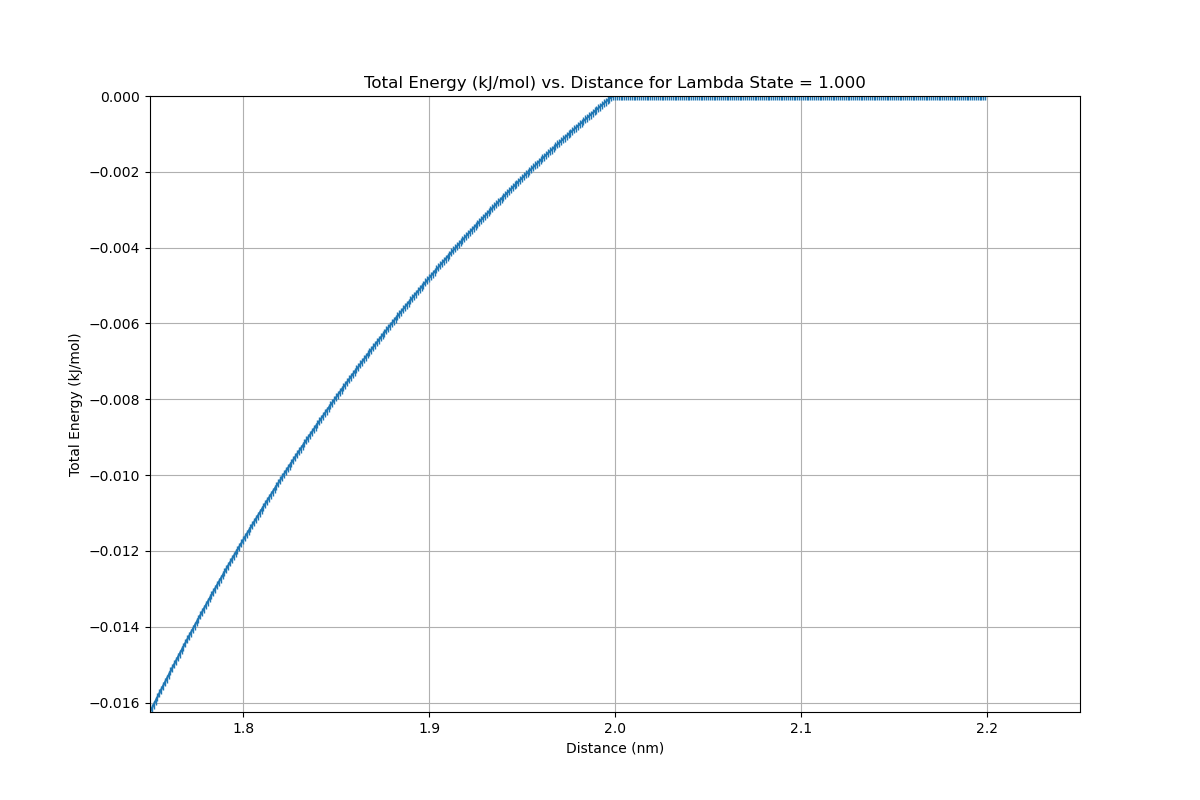 Total Energy (kJ/mol) vs. Distance for Lambda State = 1.000
0.000
−0.002
−0.004
−0.006
−0.008
−0.010
−0.012
−0.014
−0.016
Total Energy (kJ/mol)
1.8 1.9 2.0 2.1 2.2
Distance (nm)